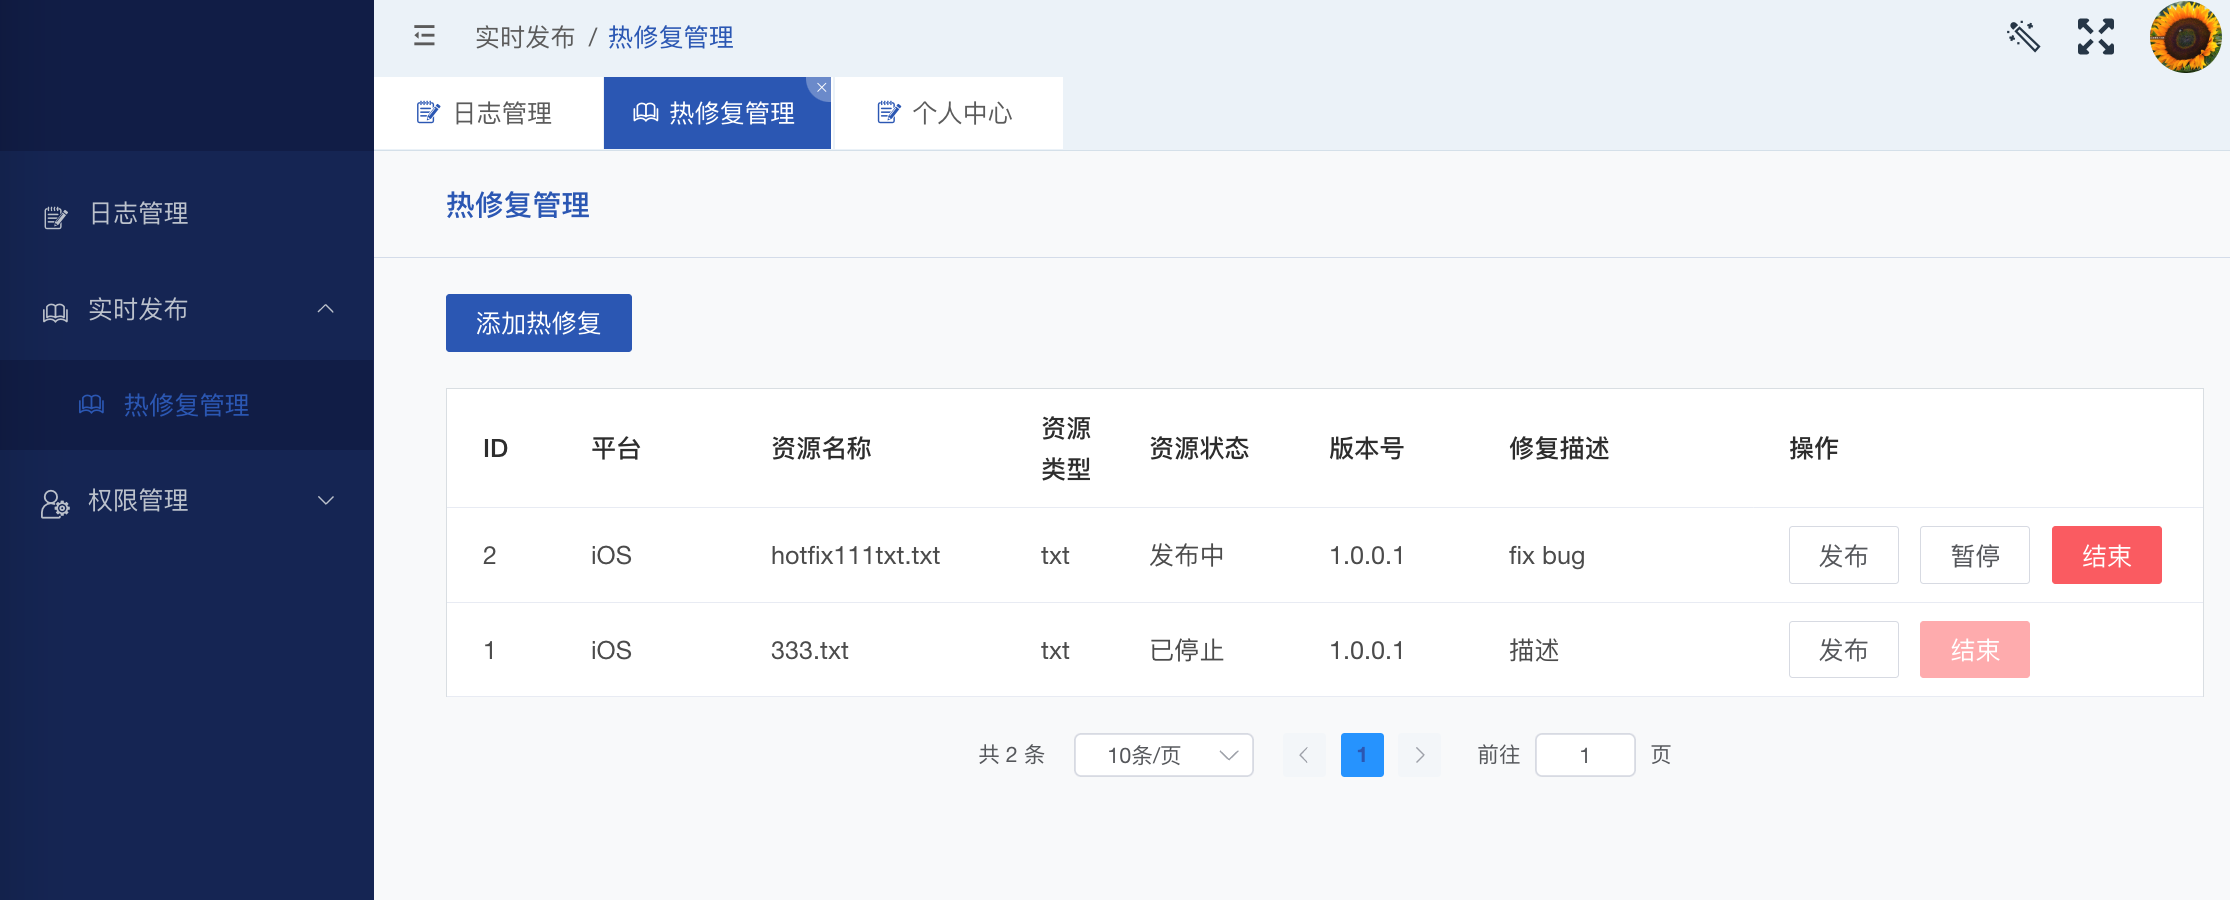 实时发布 / 热修复管理
日志管理
热修复管理
个人中心
日志管理
实时发布
热修复管理
权限管理
热修复管理
添加热修复
ID 平台 资源名称 资源类型 资源状态 版本号 修复描述 操作
2 iOS hotfix111txt.txt txt 发布中 1.0.0.1 fix bug 发布 暂停 结束
1 iOS 333.txt txt 已停止 1.0.0.1 描述 发布 结束
共 2 条 10条/页 1 前往 1 页